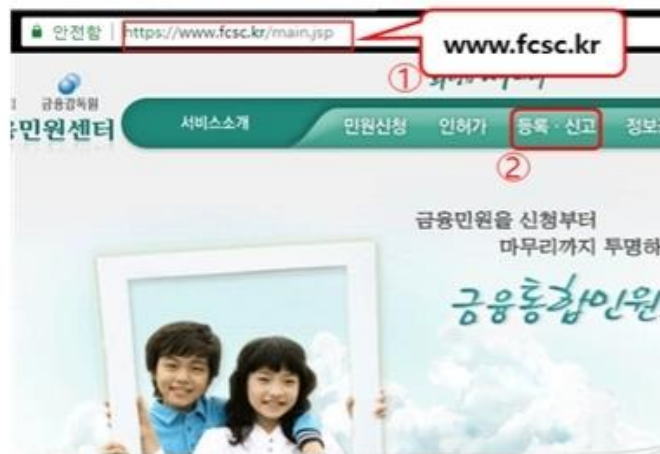 안전함 | https://www.fcsc.kr/main.jsp
www.fcsc.kr
①
금융감독원
민원센터
서비스소개 민원신청 인허가 등록 · 신고 정보
②
금융민원을 신청부터
마무리까지 투명하
금융통합민원